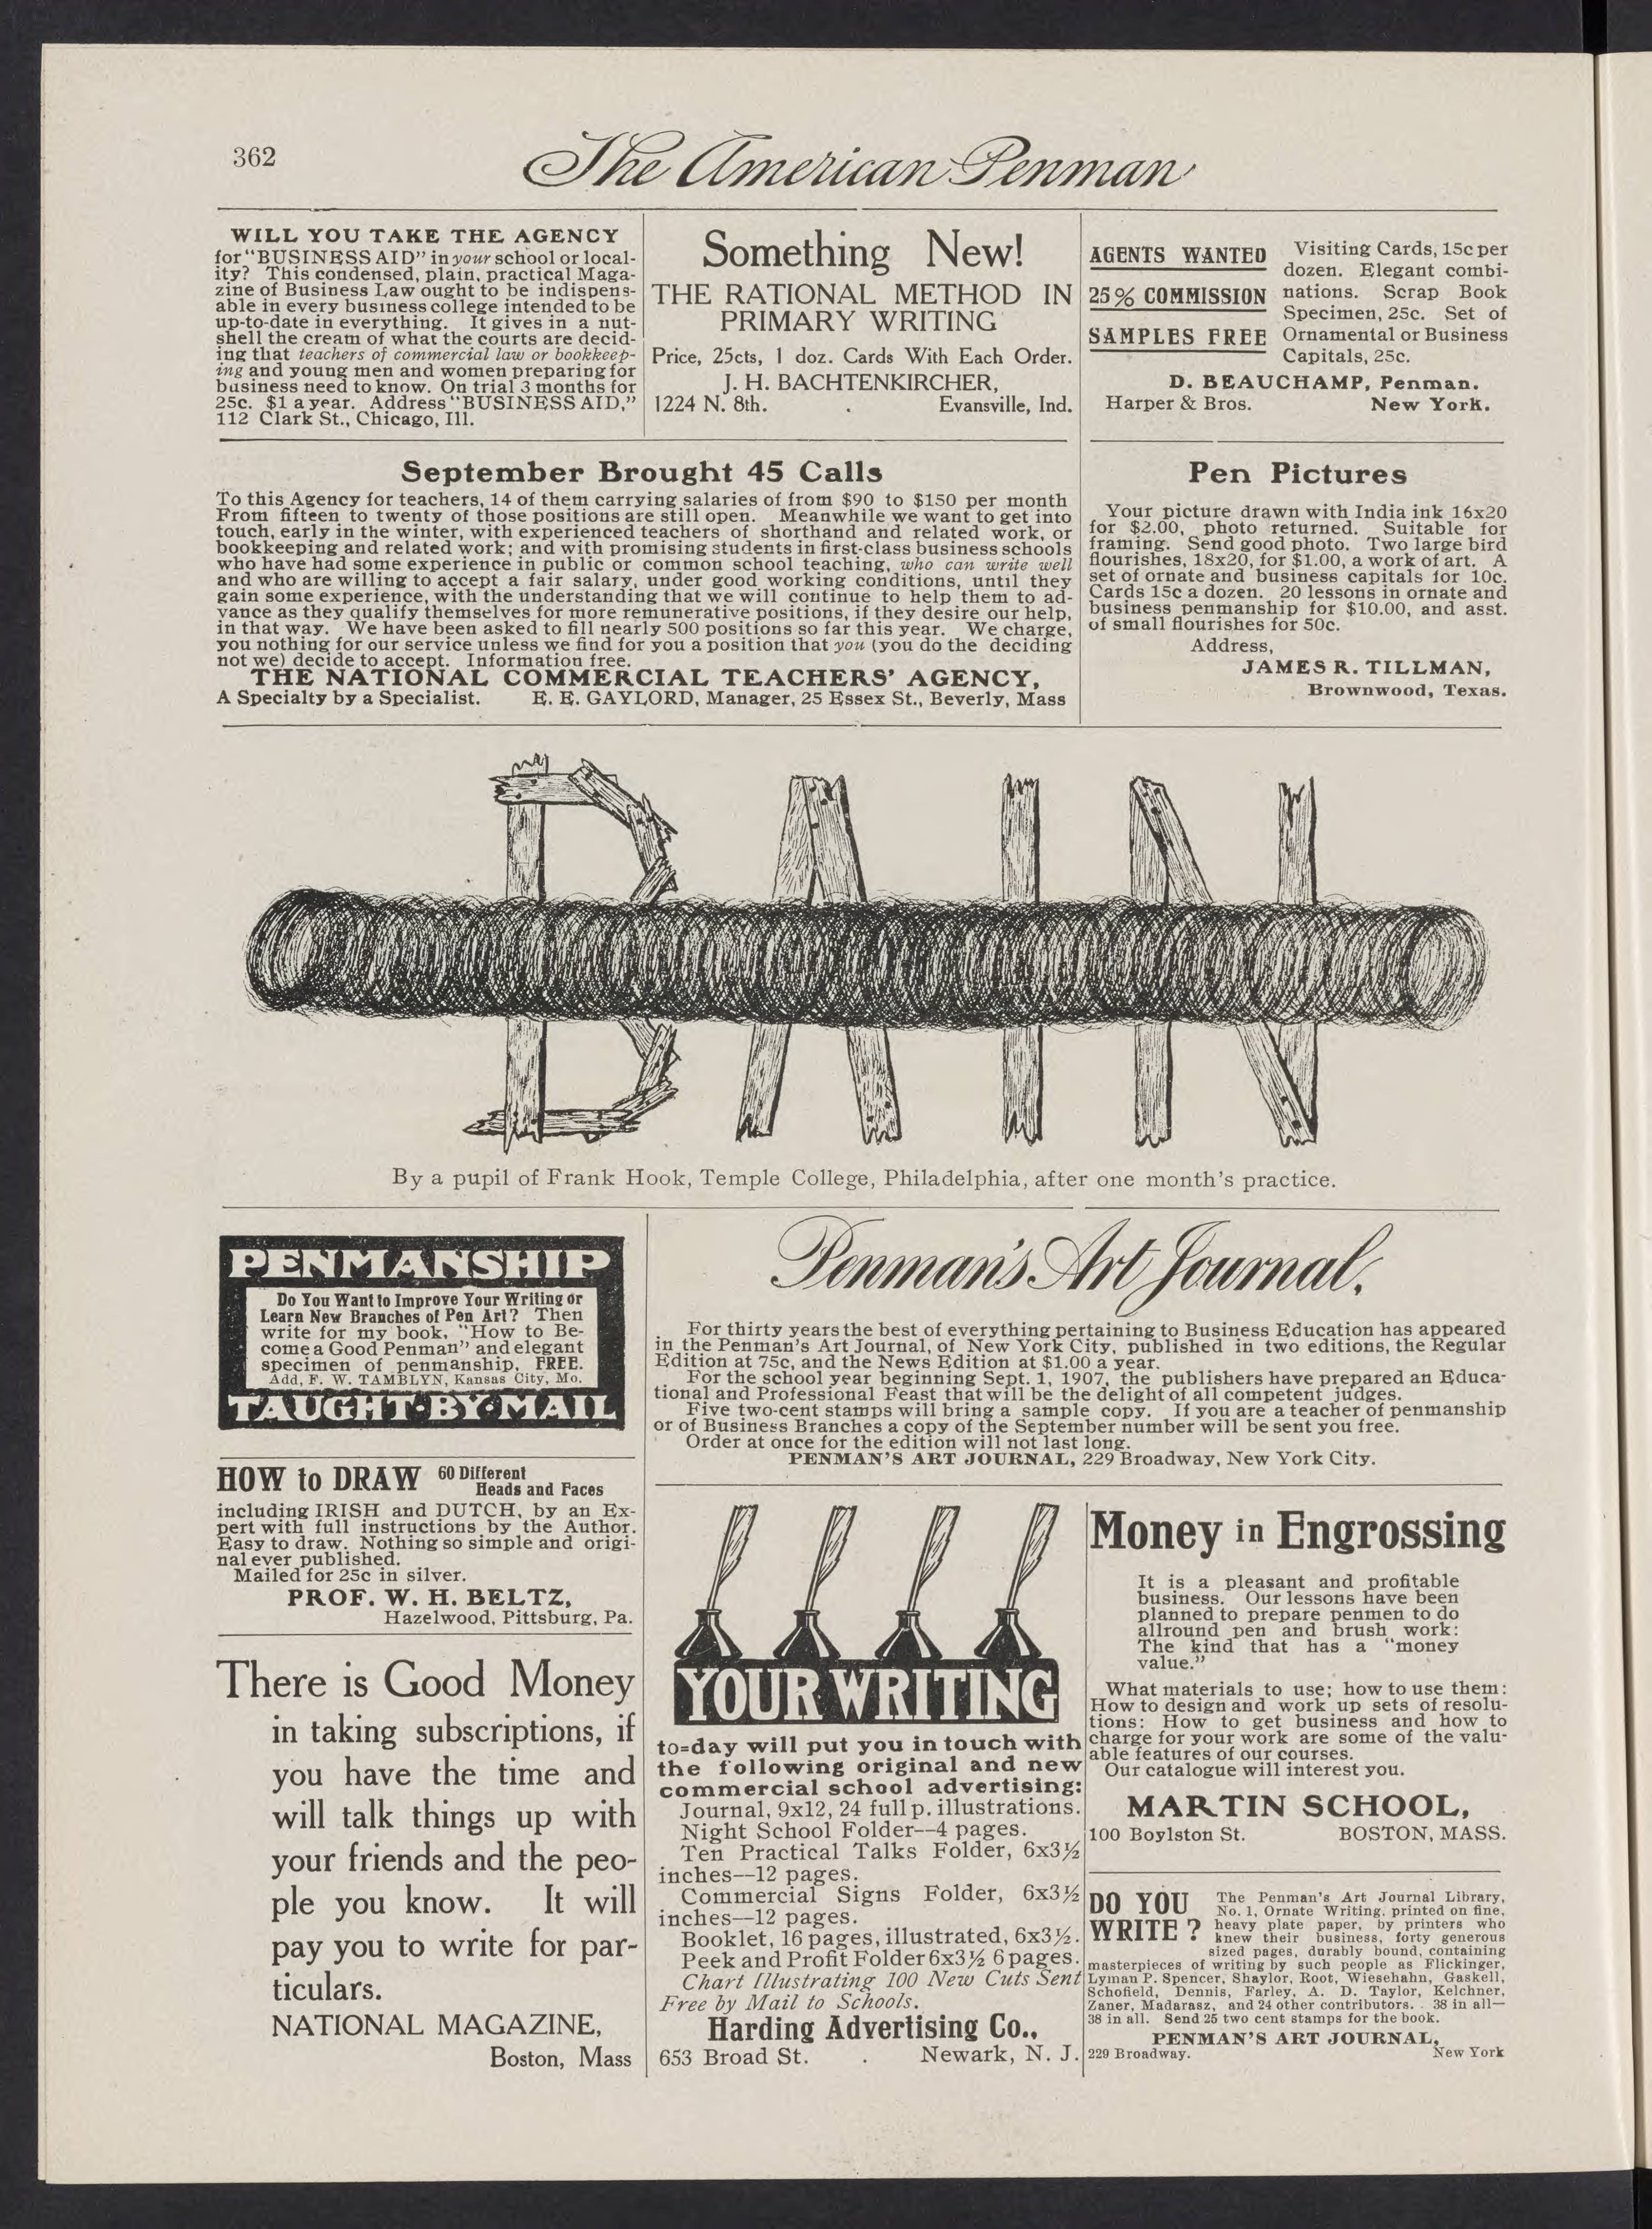 362
The American Penman
WILL YOU TAKE THE AGENCY
for "BUSINESS AID" in your school or local-
ity? This condensed, plain, practical Maga-
zine of Business Law ought to be indispens-
able in every business college intended to be
up-to-date in everything. It gives in a nut-
shell the cream of what the courts are decid-
ing that teachers of commercial law or bookkeep-
ing and young men and women preparing for
business need to know. On trial 3 months for
25c. $1 a year. Address "BUSINESS AID,"
112 Clark St., Chicago, Ill.
Something New!
THE RATIONAL METHOD IN
PRIMARY WRITING
Price, 25cts, 1 doz. Cards With Each Order.
J. H. BACHTENKIRCHER,
1224 N. 8th. . Evansville, Ind.
AGENTS WANTED
25% COMMISSION
SAMPLES FREE
Visiting Cards, 15c per
dozen. Elegant combi-
nations. Scrap Book
Specimen, 25c. Set of
Ornamental or Business
Capitals, 25c.
D. BEAUCHAMP, Penman.
Harper & Bros. New York.
September Brought 45 Calls
To this Agency for teachers, 14 of them carrying salaries of from $90 to $150 per month
From fifteen to twenty of those positions are still open. Meanwhile we want to get into
touch, early in the winter, with experienced teachers of shorthand and related work, or
bookkeeping and related work; and with promising students in first-class business schools
who have had some experience in public or common school teaching, who can write well
and who are willing to accept a fair salary, under good working conditions, until they
gain some experience, with the understanding that we will continue to help them to ad-
vance as they qualify themselves for more remunerative positions, if they desire our help,
in that way. We have been asked to fill nearly 500 positions so far this year. We charge,
you nothing for our service unless we find for you a position that you (you do the deciding
not we) decide to accept. Information free.
THE NATIONAL COMMERCIAL TEACHERS' AGENCY,
A Specialty by a Specialist. E. E. GAYLORD, Manager, 25 Essex St., Beverly, Mass
Pen Pictures
Your picture drawn with India ink 16x20
for $2.00, photo returned. Suitable for
framing. Send good photo. Two large bird
flourishes, 18x20, for $1.00, a work of art. A
set of ornate and business capitals for 10c.
Cards 15c a dozen. 20 lessons in ornate and
business penmanship for $10.00, and asst.
of small flourishes for 50c.
Address,
JAMES R. TILLMAN,
Brownwood, Texas.
BAIN
By a pupil of Frank Hook, Temple College, Philadelphia, after one month's practice.
PENMANSHIP
Do You Want to Improve Your Writing or
Learn New Branches of Pen Art? Then
write for my book, "How to Be-
come a Good Penman" and elegant
specimen of penmanship, FREE.
Add, F. W. TAMBLYN, Kansas City, Mo.
TAUGHT·BY·MAIL
Penman's Art Journal.
For thirty years the best of everything pertaining to Business Education has appeared
in the Penman's Art Journal, of New York City, published in two editions, the Regular
Edition at 75c, and the News Edition at $1.00 a year.
For the school year beginning Sept. 1, 1907, the publishers have prepared an Educa-
tional and Professional Feast that will be the delight of all competent judges.
Five two-cent stamps will bring a sample copy. If you are a teacher of penmanship
or of Business Branches a copy of the September number will be sent you free.
Order at once for the edition will not last long.
PENMAN'S ART JOURNAL, 229 Broadway, New York City.
HOW to DRAW 60 Different
Heads and Faces
including IRISH and DUTCH, by an Ex-
pert with full instructions by the Author.
Easy to draw. Nothing so simple and origi-
nal ever published.
Mailed for 25c in silver.
PROF. W. H. BELTZ,
Hazelwood, Pittsburg, Pa.
There is Good Money
in taking subscriptions, if
you have the time and
will talk things up with
your friends and the peo-
ple you know. It will
pay you to write for par-
ticulars.
NATIONAL MAGAZINE,
Boston, Mass
YOUR WRITING
to=day will put you in touch with
the following original and new
commercial school advertising:
Journal, 9x12, 24 full p. illustrations.
Night School Folder--4 pages.
Ten Practical Talks Folder, 6x3½
inches--12 pages.
Commercial Signs Folder, 6x3½
inches--12 pages.
Booklet, 16 pages, illustrated, 6x3½.
Peek and Profit Folder 6x3½ 6 pages.
Chart Illustrating 100 New Cuts Sent
Free by Mail to Schools.
Harding Advertising Co.,
653 Broad St. . Newark, N. J.
Money in Engrossing
It is a pleasant and profitable
business. Our lessons have been
planned to prepare penmen to do
allround pen and brush work:
The kind that has a "money
value."
What materials to use; how to use them:
How to design and work up sets of resolu-
tions: How to get business and how to
charge for your work are some of the valu-
able features of our courses.
Our catalogue will interest you.
MARTIN SCHOOL,
100 Boylston St. BOSTON, MASS.
DO YOU
WRITE?
The Penman's Art Journal Library,
No. 1, Ornate Writing, printed on fine,
heavy plate paper, by printers who
knew their business, forty generous
sized pages, durably bound, containing
masterpieces of writing by such people as Flickinger,
Lyman P. Spencer, Shaylor, Root, Wiesehahn, Gaskell,
Schofield, Dennis, Farley, A. D. Taylor, Kelchner,
Zaner, Madarasz, and 24 other contributors. . 38 in all—
38 in all. Send 25 two cent stamps for the book.
PENMAN'S ART JOURNAL,
229 Broadway. New York